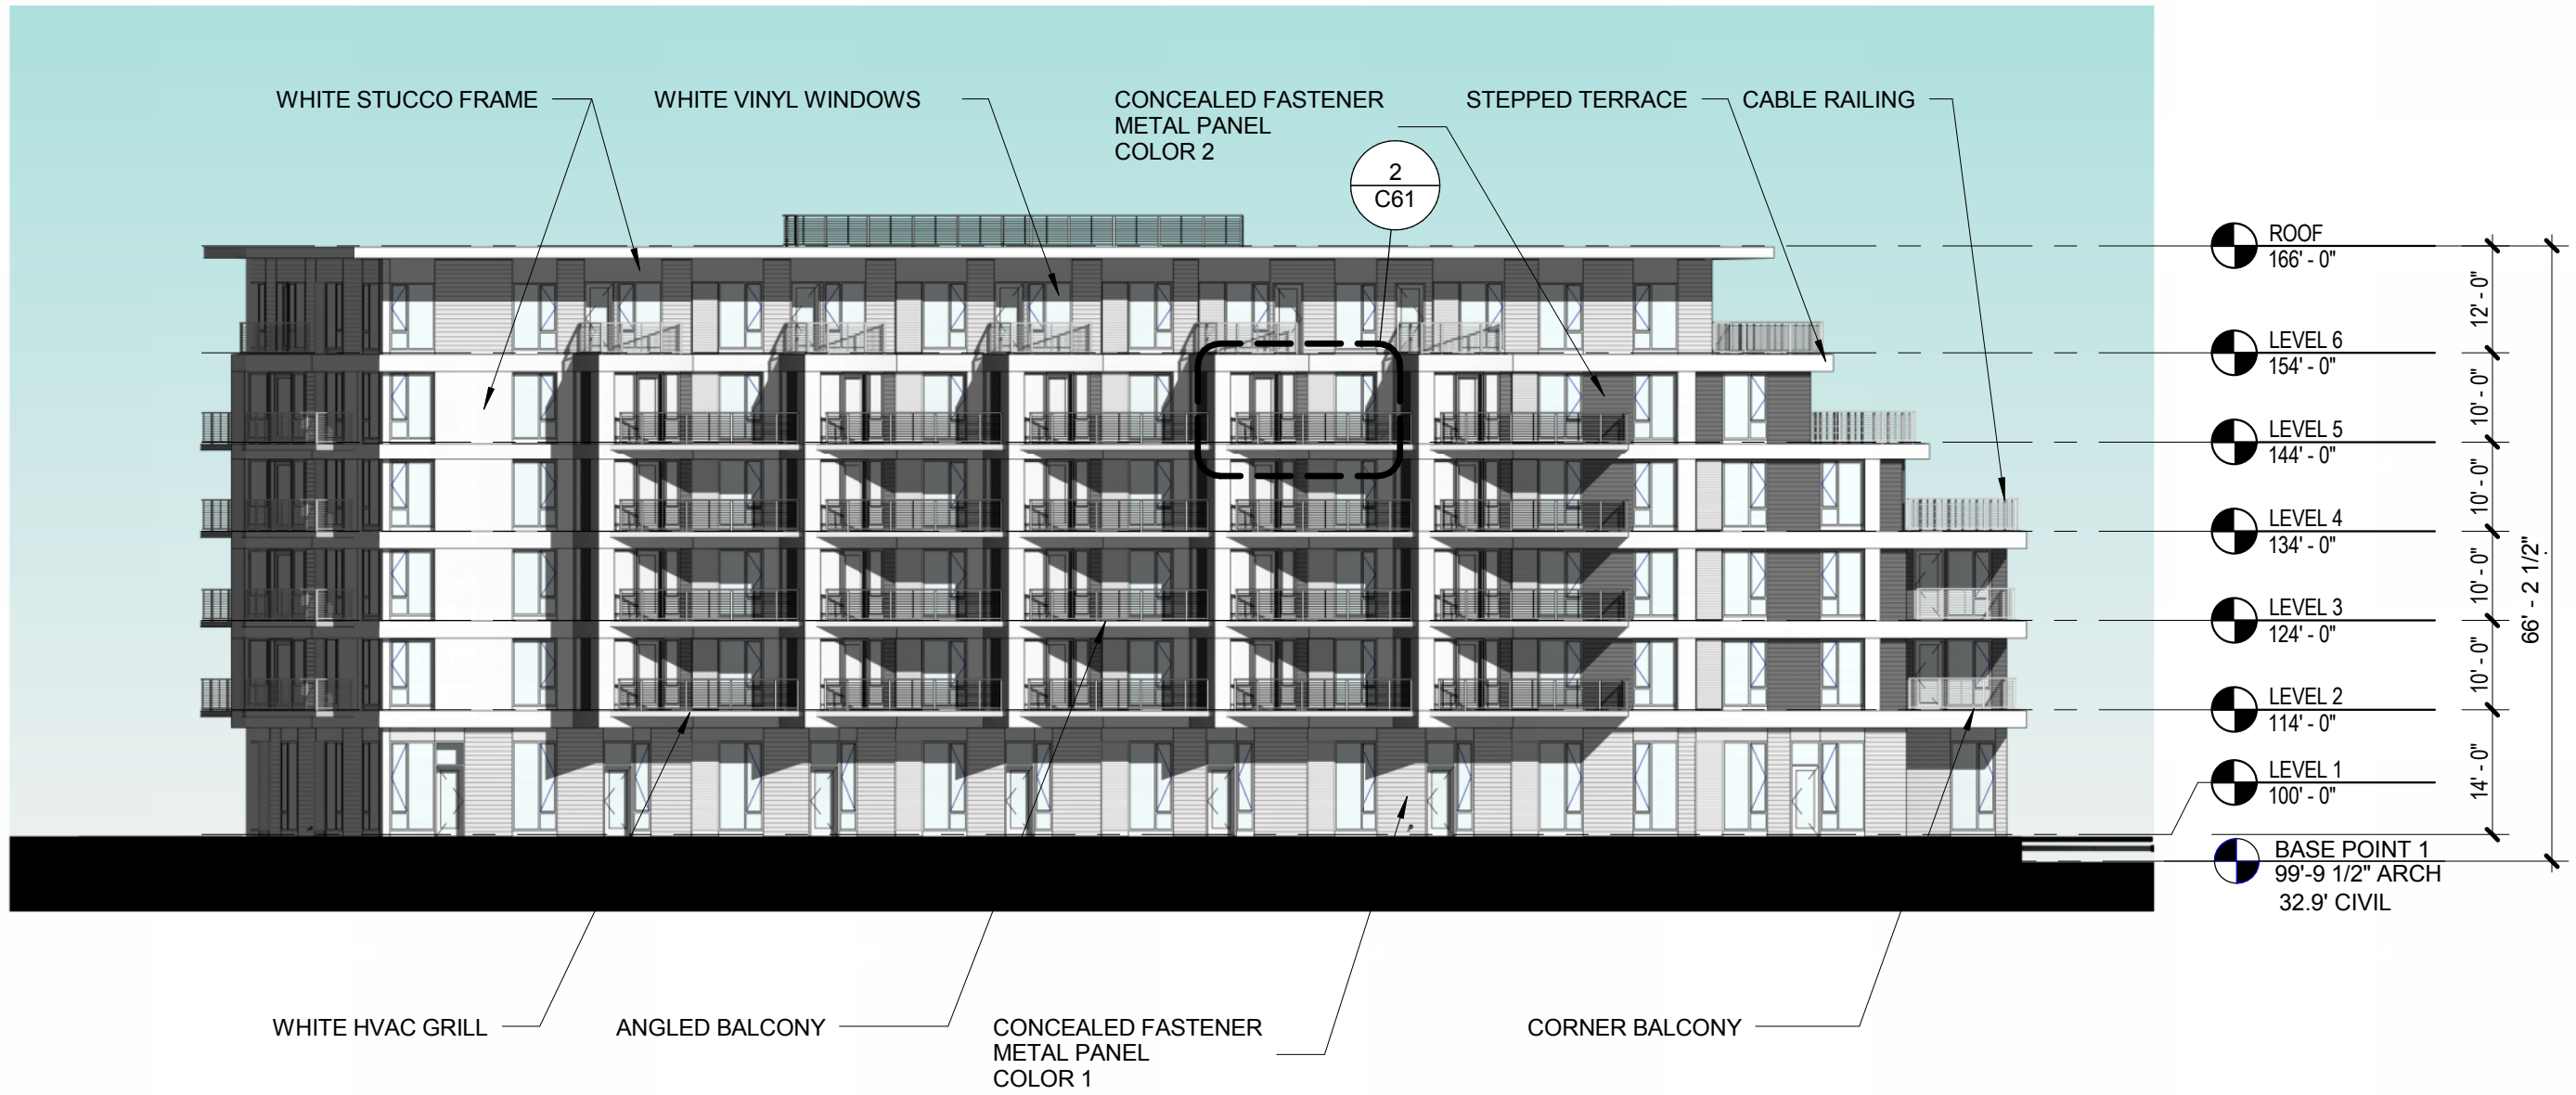 WHITE STUCCO FRAME
WHITE VINYL WINDOWS
CONCEALED FASTENER
METAL PANEL
COLOR 2
STEPPED TERRACE
CABLE RAILING
2
C61
ROOF
166' - 0"
LEVEL 6
154' - 0"
LEVEL 5
144' - 0"
LEVEL 4
134' - 0"
LEVEL 3
124' - 0"
LEVEL 2
114' - 0"
LEVEL 1
100' - 0"
BASE POINT 1
99'-9 1/2" ARCH
32.9' CIVIL
12' - 0"
10' - 0"
10' - 0"
10' - 0"
10' - 0"
14' - 0"
66' - 2 1/2"
WHITE HVAC GRILL
ANGLED BALCONY
CONCEALED FASTENER
METAL PANEL
COLOR 1
CORNER BALCONY